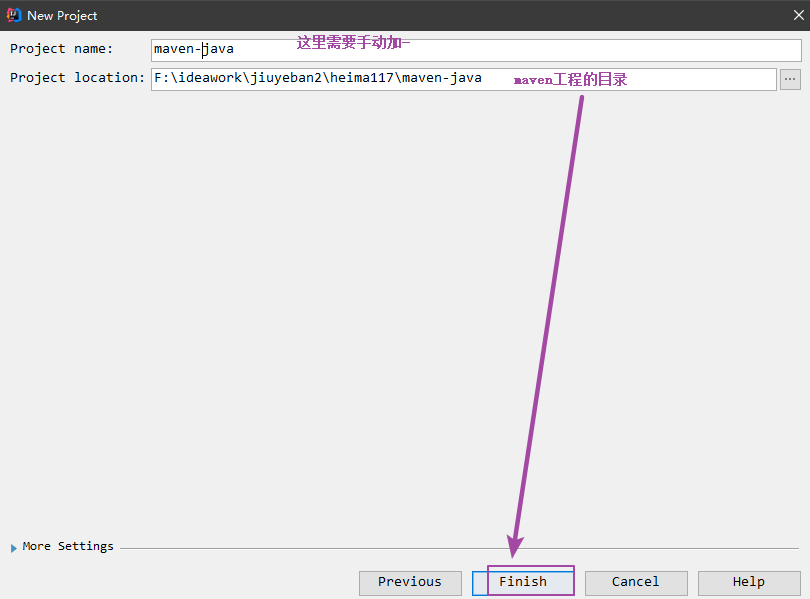 New Project
Project name: maven-java 这里需要手动加-
Project location: F:\ideawork\jiuyeban2\heima117\maven-java maven工程的目录 ...
More Settings
Previous Finish Cancel Help